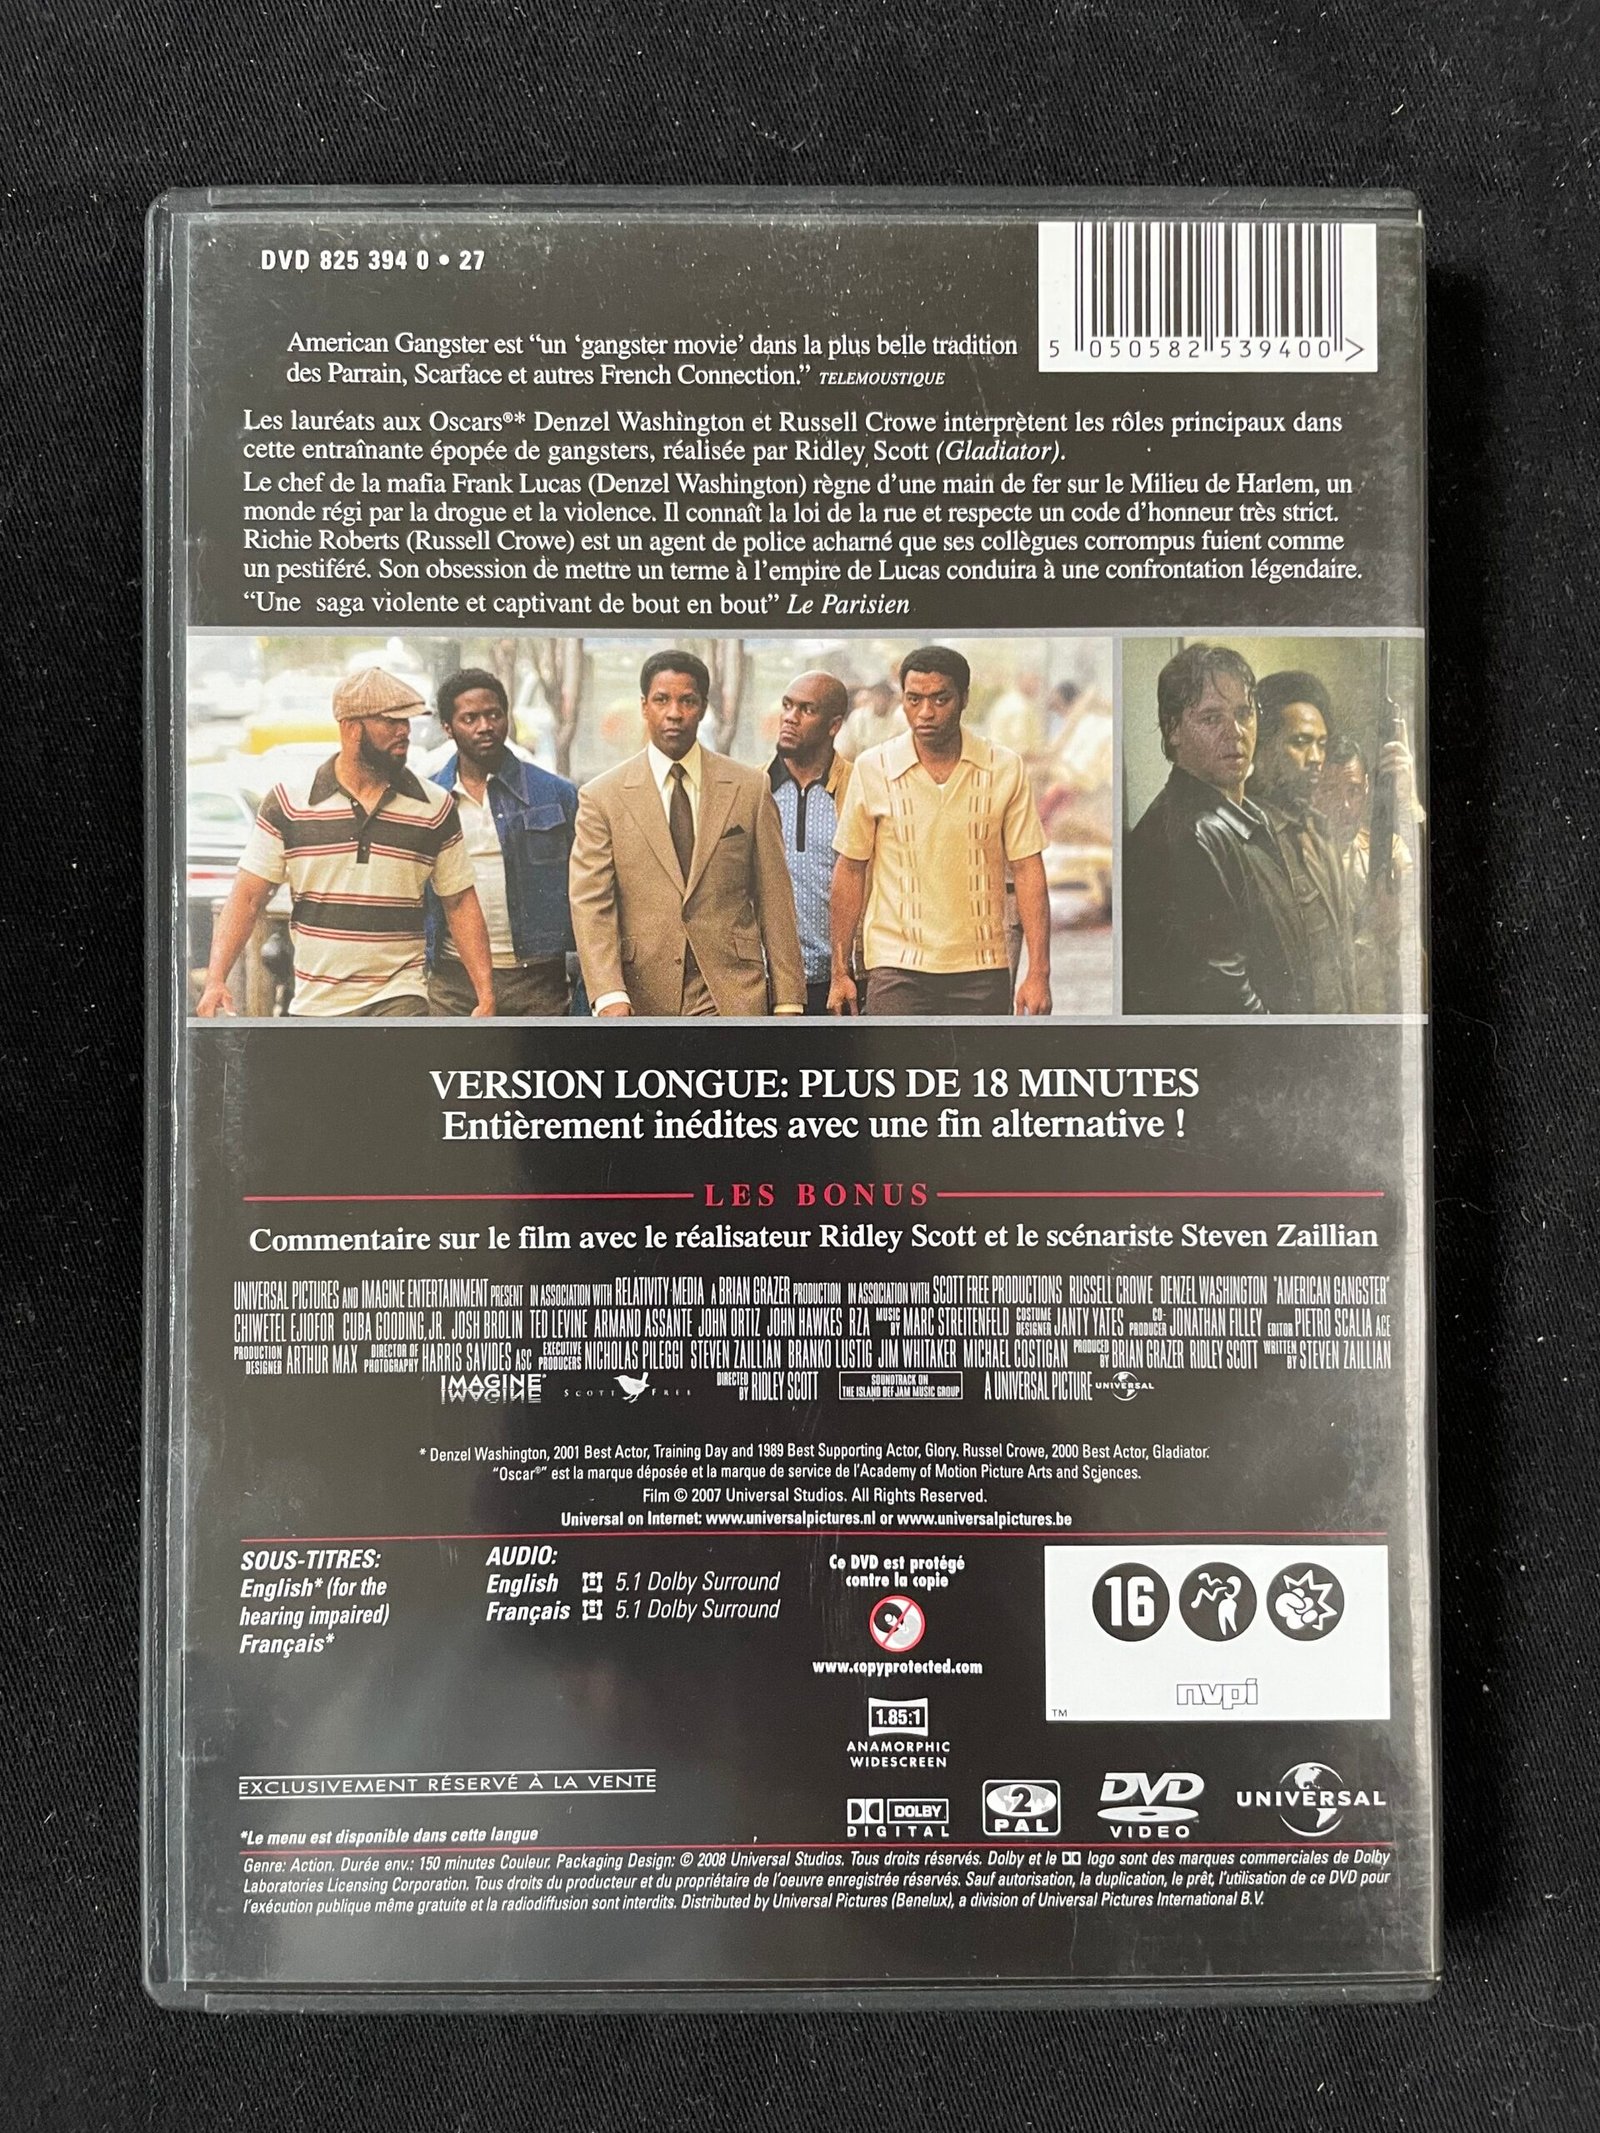 DVD 825 394 0 • 27
5 050582 539400 >
American Gangster est “un ‘gangster movie’ dans la plus belle tradition
des Parrain, Scarface et autres French Connection.” TELEMOUSTIQUE
Les lauréats aux Oscars®* Denzel Washington et Russell Crowe interprètent les rôles principaux dans
cette entraînante épopée de gangsters, réalisée par Ridley Scott (Gladiator).
Le chef de la mafia Frank Lucas (Denzel Washington) règne d’une main de fer sur le Milieu de Harlem, un
monde régi par la drogue et la violence. Il connaît la loi de la rue et respecte un code d’honneur très strict.
Richie Roberts (Russell Crowe) est un agent de police acharné que ses collègues corrompus fuient comme
un pestiféré. Son obsession de mettre un terme à l’empire de Lucas conduira à une confrontation légendaire.
“Une saga violente et captivant de bout en bout” Le Parisien
VERSION LONGUE: PLUS DE 18 MINUTES
Entièrement inédites avec une fin alternative !
LES BONUS
Commentaire sur le film avec le réalisateur Ridley Scott et le scénariste Steven Zaillian
UNIVERSAL PICTURES AND IMAGINE ENTERTAINMENT PRESENT IN ASSOCIATION WITH RELATIVITY MEDIA A BRIAN GRAZER PRODUCTION IN ASSOCIATION WITH SCOTT FREE PRODUCTIONS RUSSELL CROWE DENZEL WASHINGTON "AMERICAN GANGSTER"
CHIWETEL EJIOFOR CUBA GOODING, JR. JOSH BROLIN TED LEVINE ARMAND ASSANTE JOHN ORTIZ JOHN HAWKES RZA MUSIC BY MARC STREITENFELD COSTUME DESIGNER JANTY YATES CO-PRODUCER JONATHAN FILLEY EDITOR PIETRO SCALIA ACE
PRODUCTION DESIGNER ARTHUR MAX DIRECTOR OF PHOTOGRAPHY HARRIS SAVIDES ASC EXECUTIVE PRODUCERS NICHOLAS PILEGGI STEVEN ZAILLIAN BRANKO LUSTIG JIM WHITAKER MICHAEL COSTIGAN PRODUCED BY BRIAN GRAZER RIDLEY SCOTT WRITTEN BY STEVEN ZAILLIAN
IMAGINE SCOTT FREE DIRECTED BY RIDLEY SCOTT SOUNDTRACK ON THE ISLAND DEF JAM MUSIC GROUP A UNIVERSAL PICTURE UNIVERSAL
* Denzel Washington, 2001 Best Actor, Training Day and 1989 Best Supporting Actor, Glory. Russel Crowe, 2000 Best Actor, Gladiator.
“Oscar®” est la marque déposée et la marque de service de l’Academy of Motion Picture Arts and Sciences.
Film © 2007 Universal Studios. All Rights Reserved.
Universal on Internet: www.universalpictures.nl or www.universalpictures.be
SOUS-TITRES:
English* (for the
hearing impaired)
Français*
AUDIO:
English 5.1 Dolby Surround
Français 5.1 Dolby Surround
Ce DVD est protégé
contre la copie
www.copyprotected.com
16
nvpi
TM
1.85:1
ANAMORPHIC
WIDESCREEN
EXCLUSIVEMENT RÉSERVÉ À LA VENTE
DOLBY
DIGITAL
2
PAL
DVD
VIDEO
UNIVERSAL
*Le menu est disponible dans cette langue
Genre: Action. Durée env.: 150 minutes Couleur. Packaging Design: © 2008 Universal Studios. Tous droits réservés. Dolby et le logo sont des marques commerciales de Dolby
Laboratories Licensing Corporation. Tous droits du producteur et du propriétaire de l’oeuvre enregistrée réservés. Sauf autorisation, la duplication, le prêt, l’utilisation de ce DVD pour
l’exécution publique même gratuite et la radiodiffusion sont interdits. Distributed by Universal Pictures (Benelux), a division of Universal Pictures International B.V.